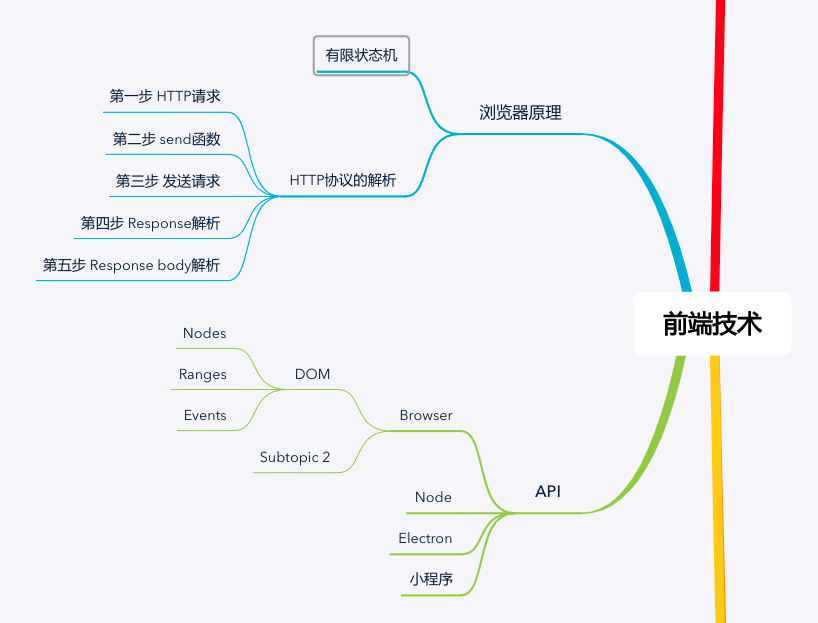 有限状态机
第一步 HTTP请求
浏览器原理
第二步 send函数
第三步 发送请求
HTTP协议的解析
第四步 Response解析
第五步 Response body解析
前端技术
Nodes
Ranges
DOM
Events
Browser
Subtopic 2
API
Node
Electron
小程序